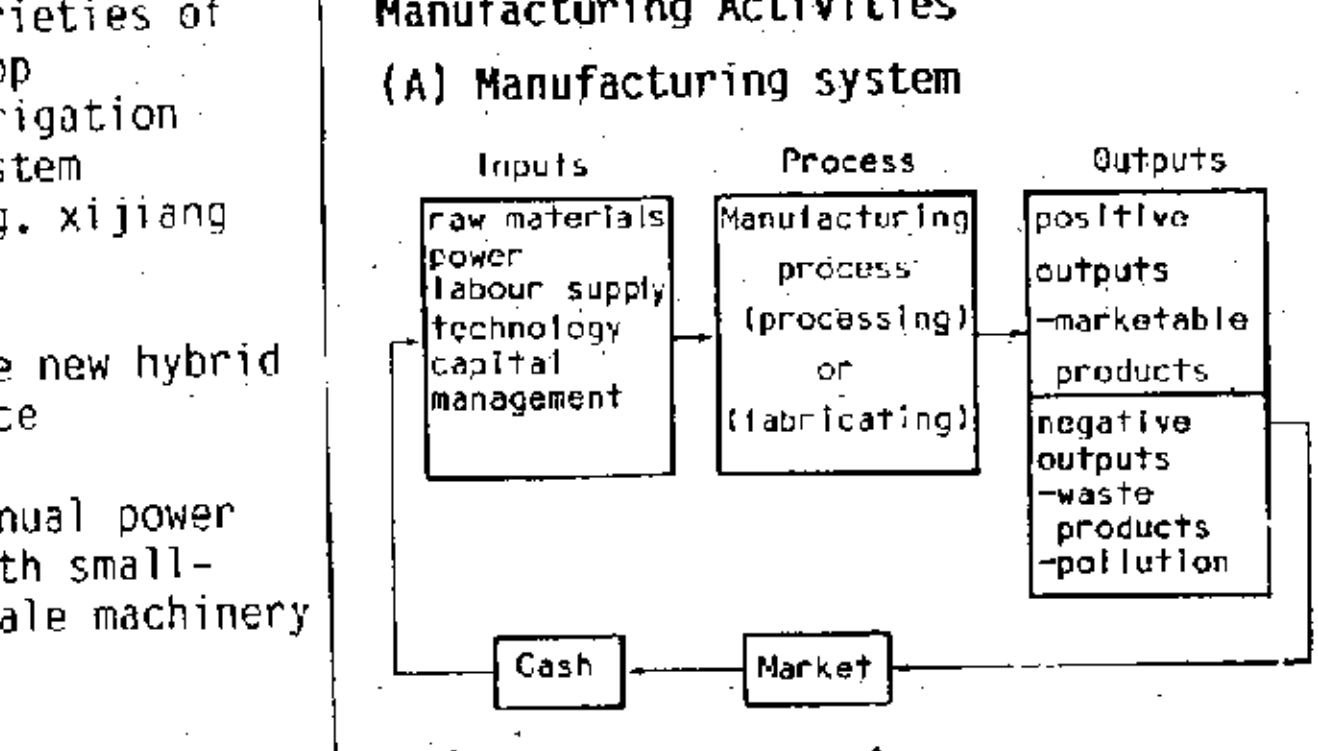 rieties of
op
rigation
stem
g. xijiang
e new hybrid
ce
nual power
th small-
ale machinery
Manufacturing Activities
(A) Manufacturing system
Inputs
raw materials
power
labour supply
technology
capital
management
Process
Manufacturing
process
(processing)
or
(fabricating)
Outputs
positive
outputs
-marketable
products
negative
outputs
-waste
products
-pollution
Cash
Market